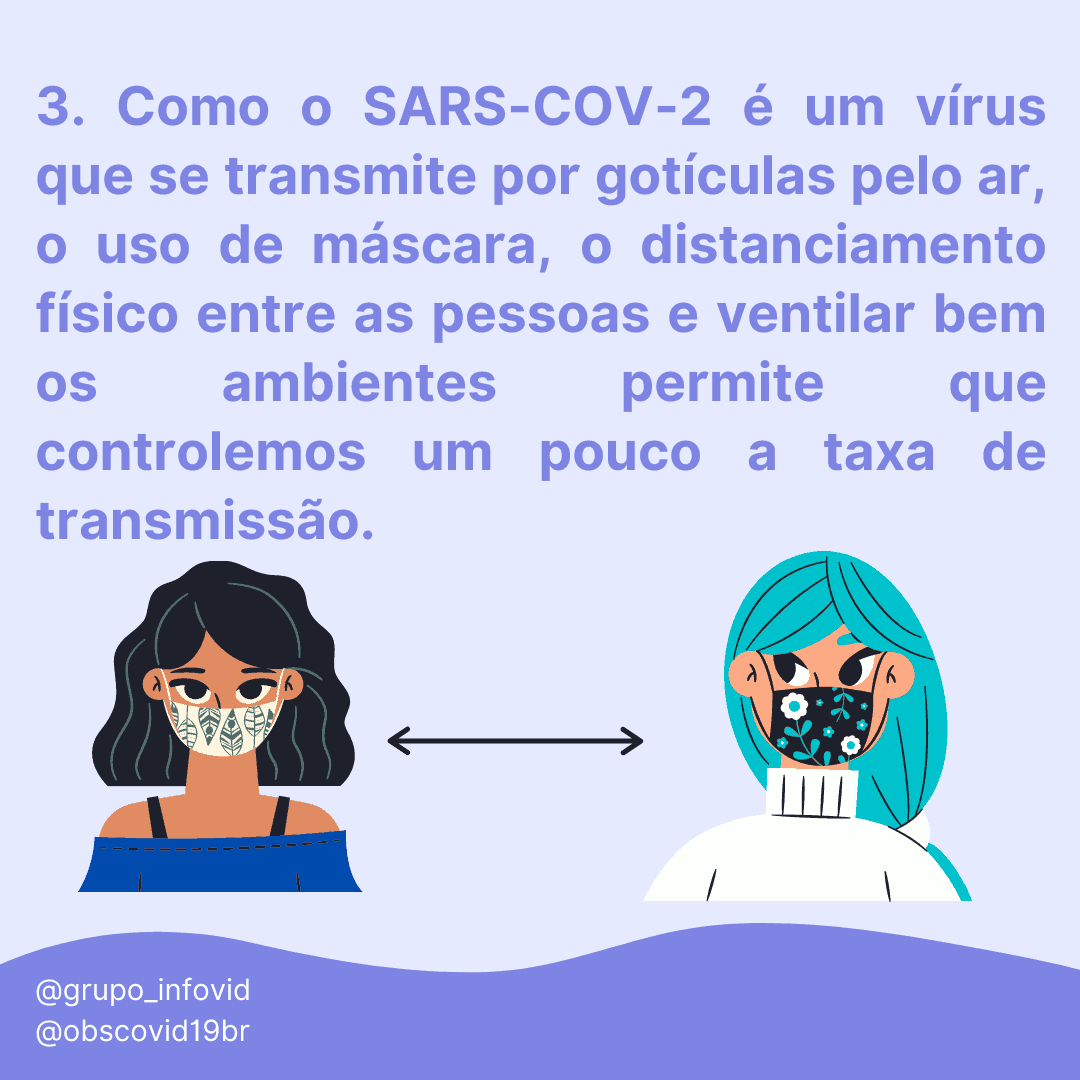 3. Como o SARS-COV-2 é um vírus
que se transmite por gotículas pelo ar,
o uso de máscara, o distanciamento
físico entre as pessoas e ventilar bem
os ambientes permite que
controlemos um pouco a taxa de
transmissão.
@grupo_infovid
@obscovid19br